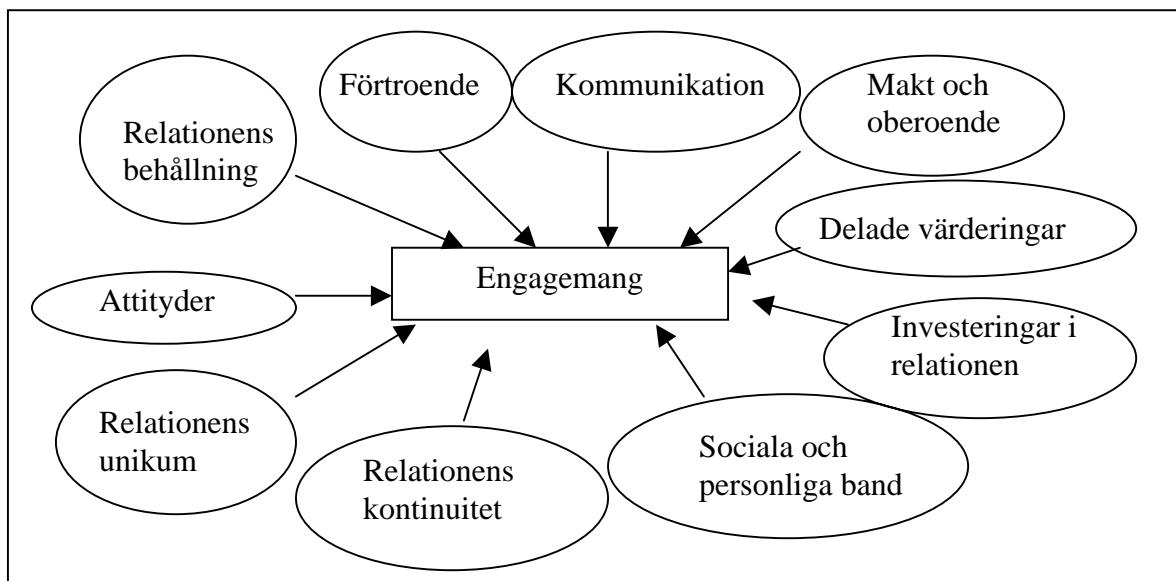 Förtroende
Kommunikation
Makt och
oberoende
Relationens
behållning
Delade värderingar
Engagemang
Attityder
Investeringar i
relationen
Relationens
unikum
Sociala och
personliga band
Relationens
kontinuitet